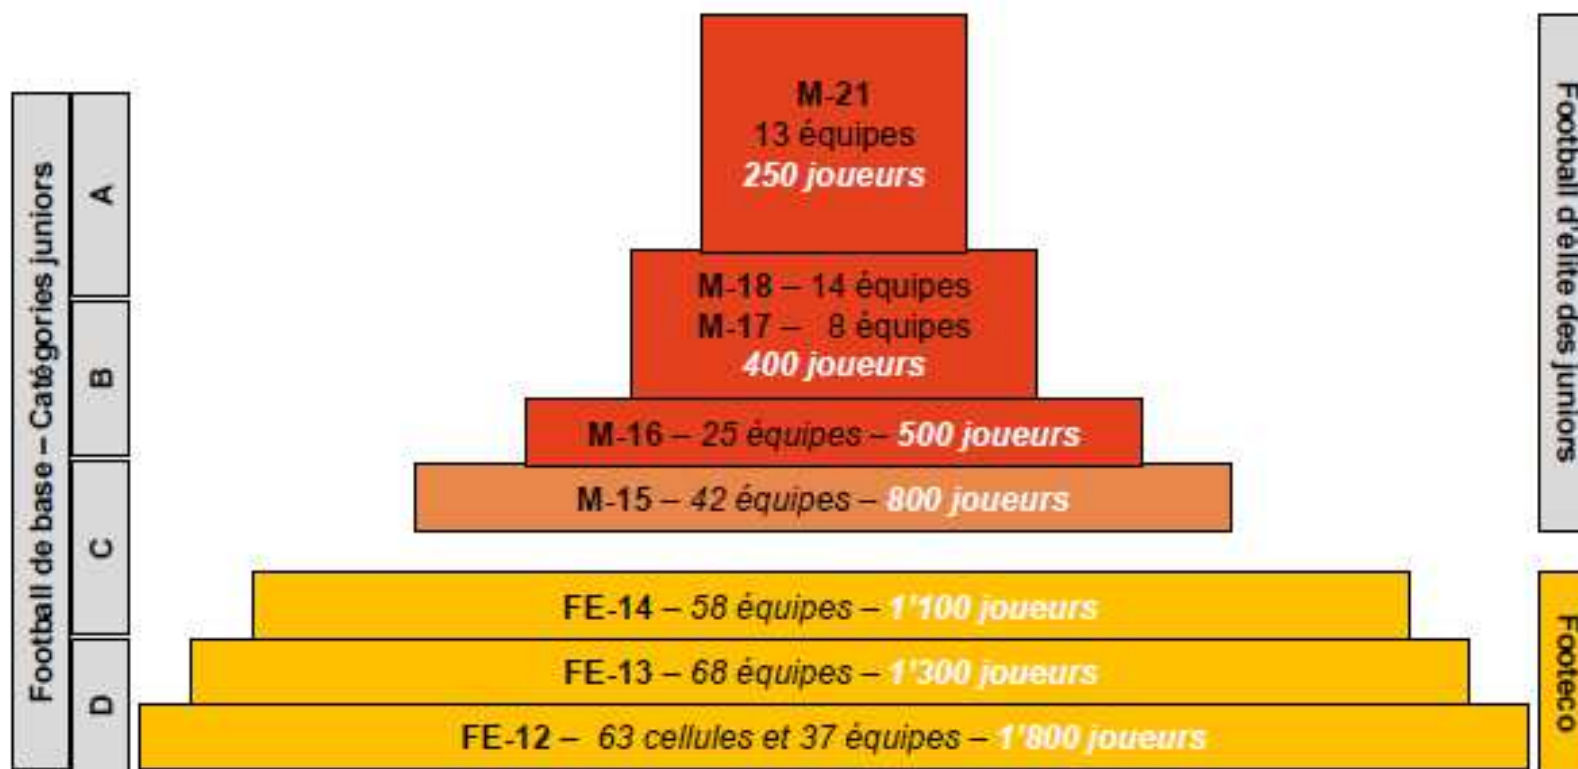 Football de base – Catégories juniors
A
B
C
D
M-21
13 équipes
250 joueurs
M-18 – 14 équipes
M-17 – 8 équipes
400 joueurs
M-16 – 25 équipes – 500 joueurs
M-15 – 42 équipes – 800 joueurs
FE-14 – 58 équipes – 1'100 joueurs
FE-13 – 68 équipes – 1'300 joueurs
FE-12 – 63 cellules et 37 équipes – 1'800 joueurs
Football d'élite des juniors
Footeco